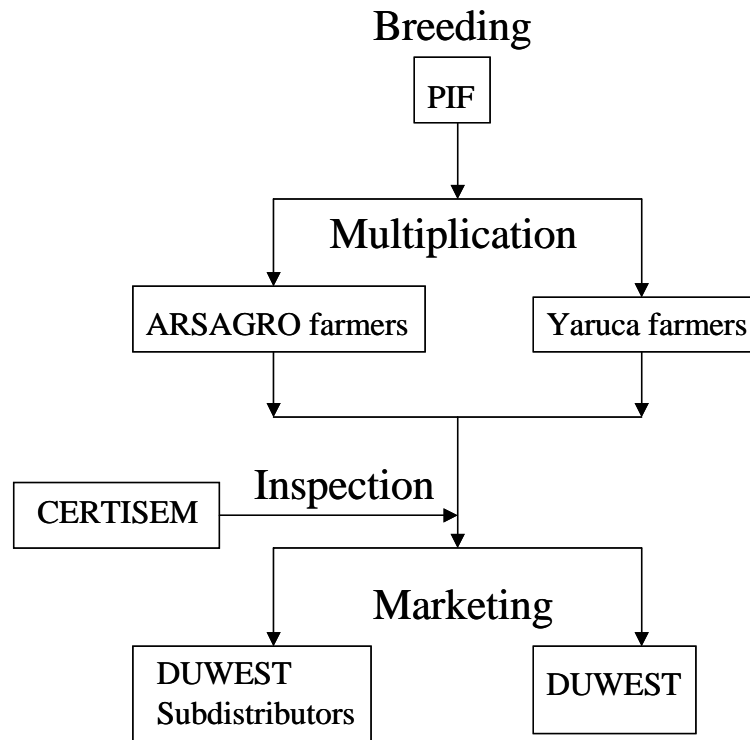 Breeding
PIF
Multiplication
ARSAGRO farmers
Yaruca farmers
Inspection
CERTISEM
Marketing
DUWEST
Subdistributors
DUWEST